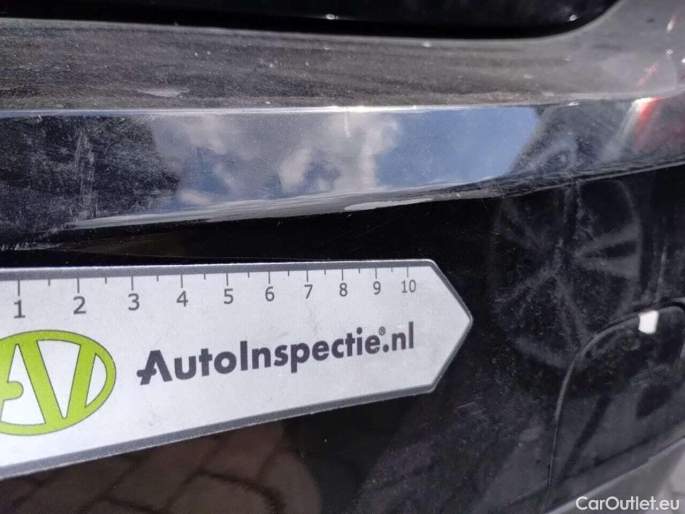 1 2 3 4 5 6 7 8 9 10
AutoInspectie.nl
CarOutlet.eu